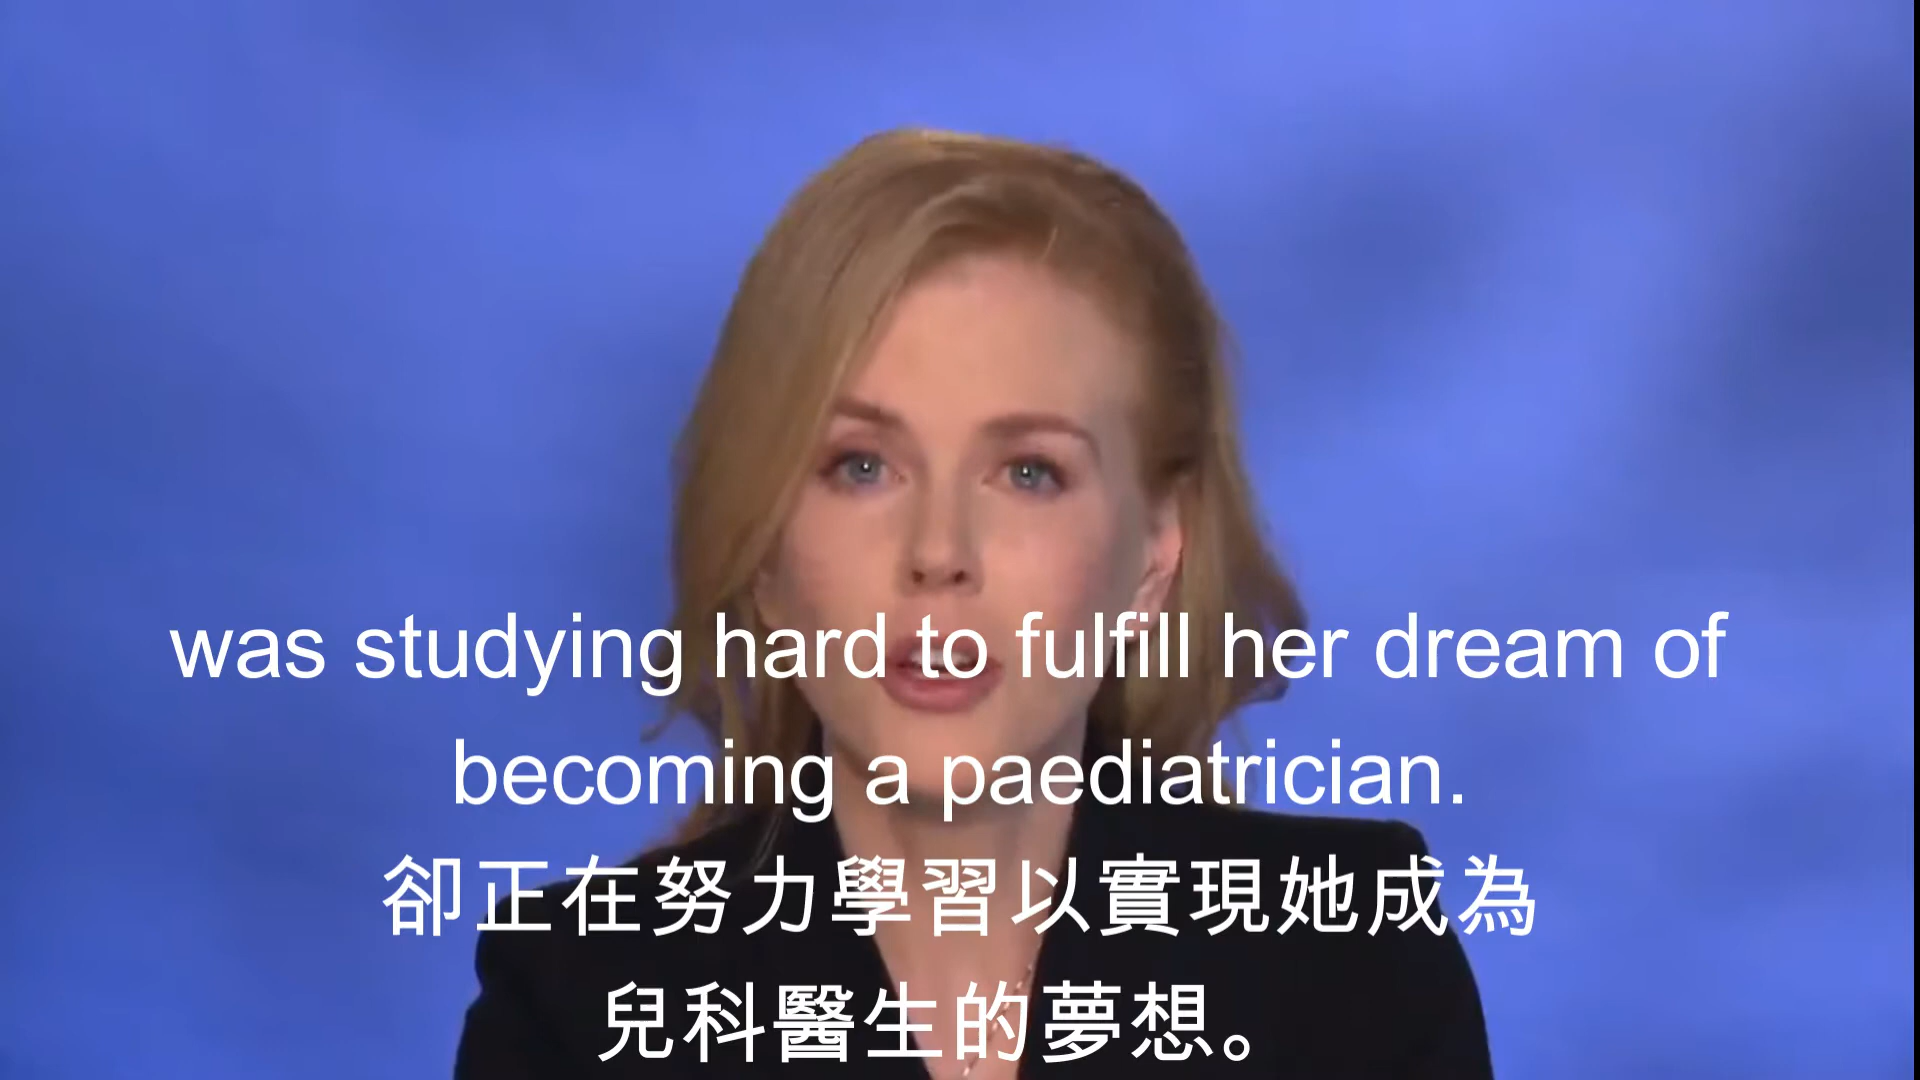 was studying hard to fulfill her dream of
becoming a paediatrician.
卻正在努力學習以實現她成為
兒科醫生的夢想。